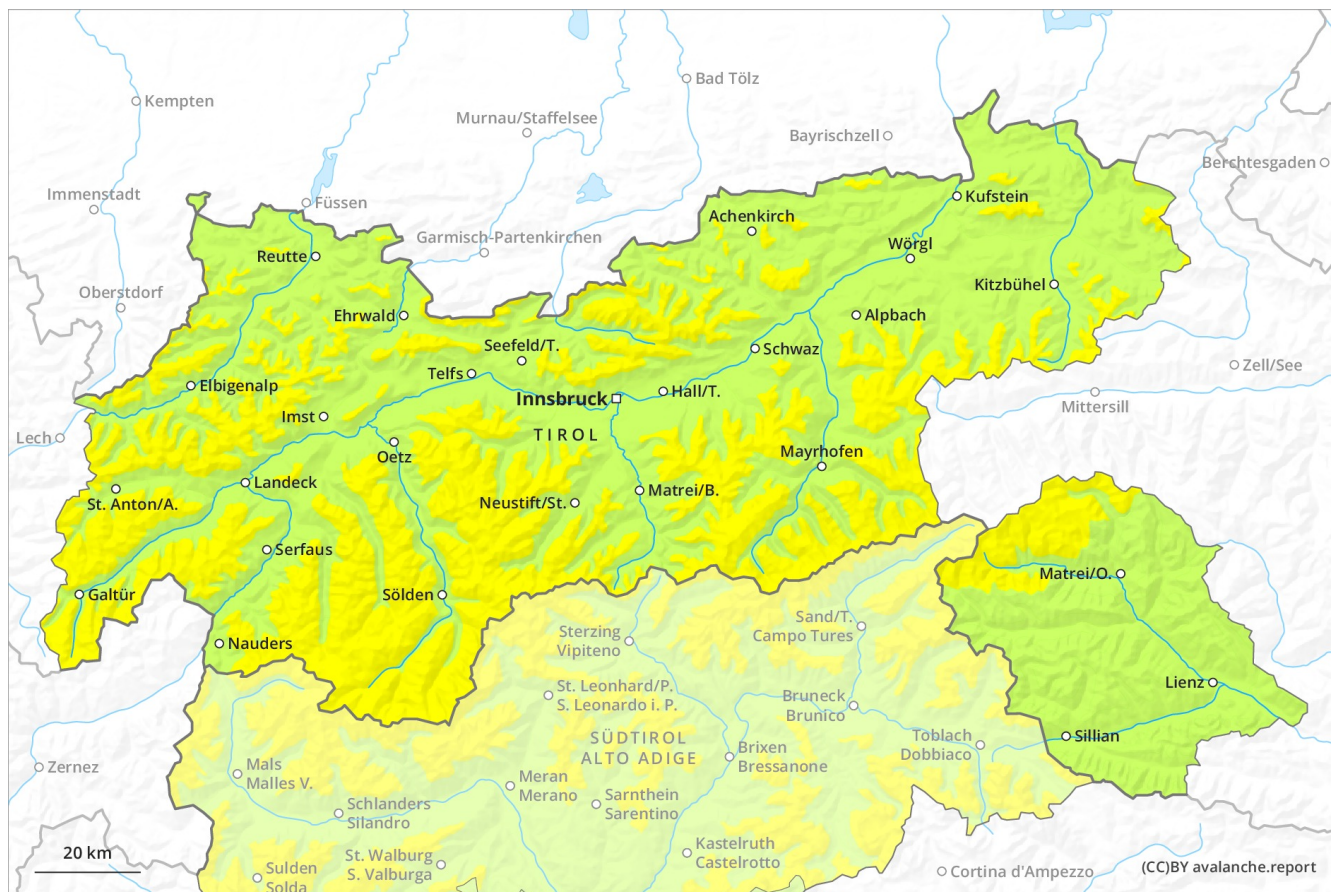 Kempten
Bad Tölz
Murnau/Staffelsee
Bayrischzell
Berchtesgaden
Immenstadt
Füssen
Kufstein
Achenkirch
Garmisch-Partenkirchen
Wörgl
Reutte
Oberstdorf
Kitzbühel
Ehrwald
Alpbach
Seefeld/T.
Schwaz
Zell/See
Telfs
Elbigenalp
Hall/T.
Innsbruck
Mittersill
Imst
Lech
TIROL
Oetz
Mayrhofen
Landeck
Matrei/B.
St. Anton/A.
Neustift/St.
Serfaus
Matrei/O.
Galtür
Sölden
Sand/T.
Campo Tures
Sterzing
Vipiteno
Nauders
Lienz
St. Leonhard/P.
S. Leonardo i. P.
Bruneck
Brunico
SÜDTIROL
ALTO ADIGE
Toblach
Dobbiaco
Sillian
Brixen
Bressanone
Zernez
Mals
Malles V.
Meran
Merano
Sarnthein
Sarentino
Schlanders
Silandro
20 km
St. Walburg
S. Valburga
Kastelruth
Castelrotto
Sulden
Solda
Cortina d'Ampezzo
(CC)BY avalanche.report